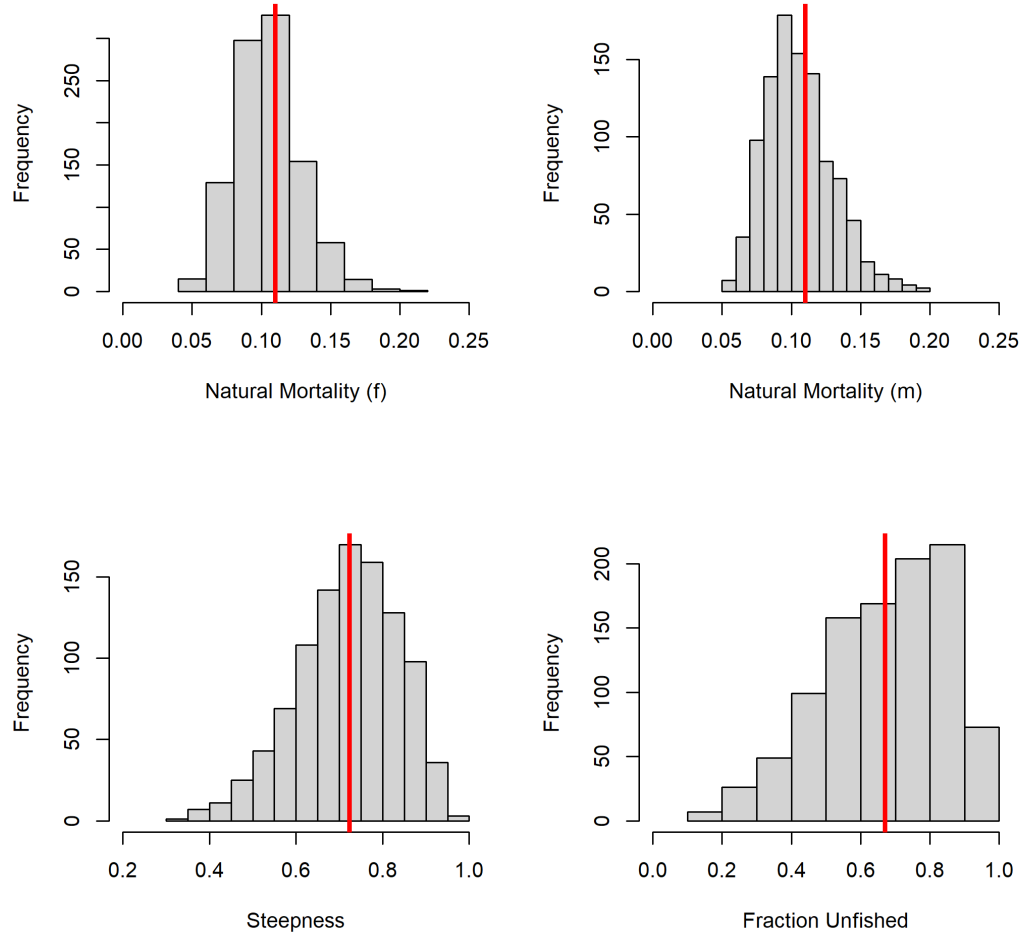 Frequency
0 50 150 250
0.00 0.05 0.10 0.15 0.20 0.25
Natural Mortality (f)
Frequency
0 50 100 150
0.00 0.05 0.10 0.15 0.20 0.25
Natural Mortality (m)
Frequency
0 50 100 150
0.2 0.4 0.6 0.8 1.0
Steepness
Frequency
0 50 100 150 200
0.0 0.2 0.4 0.6 0.8 1.0
Fraction Unfished